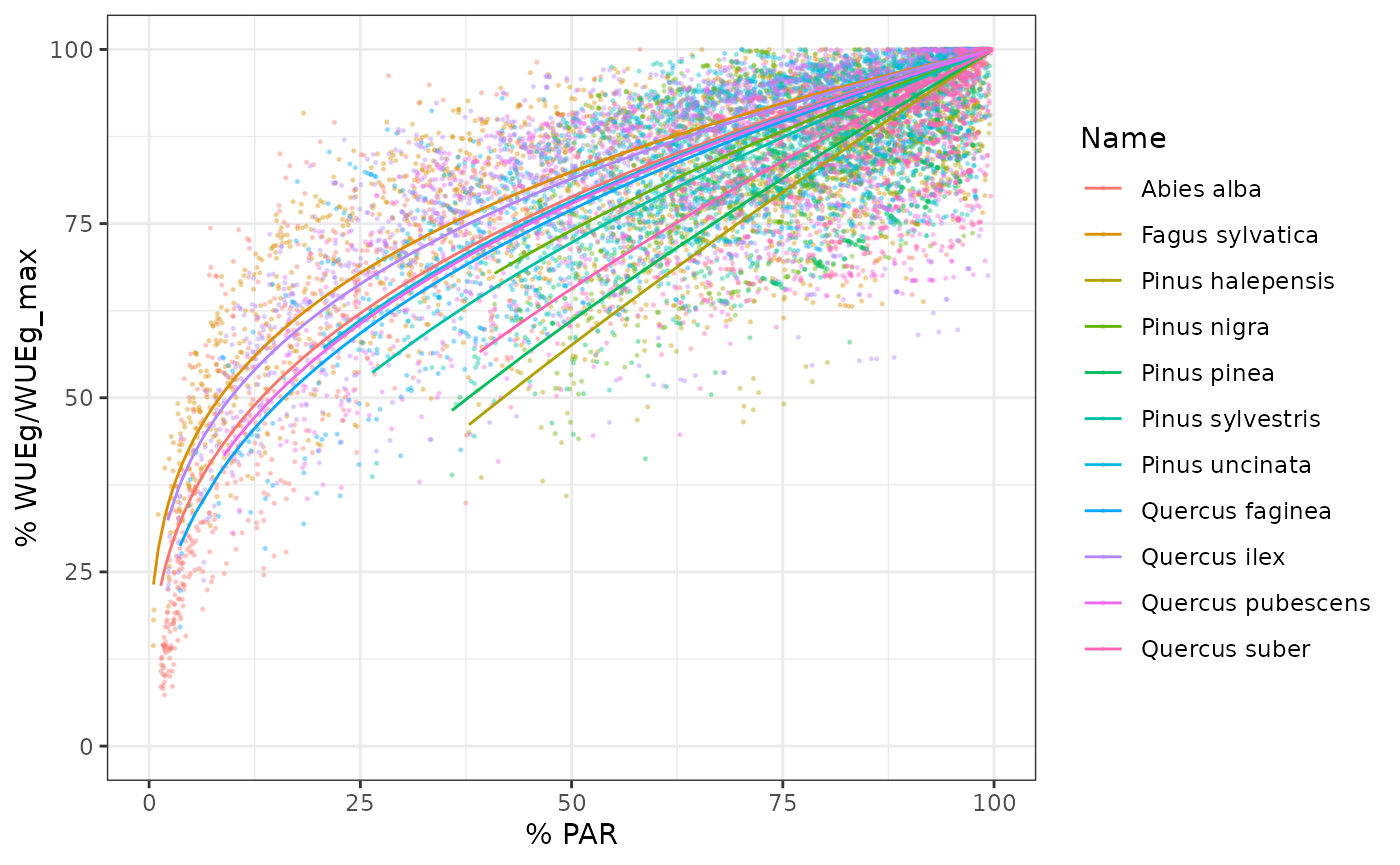 % WUEg/WUEg_max
100
75
50
25
0
0 25 50 75 100
% PAR
Name
Abies alba
Fagus sylvatica
Pinus halepensis
Pinus nigra
Pinus pinea
Pinus sylvestris
Pinus uncinata
Quercus faginea
Quercus ilex
Quercus pubescens
Quercus suber